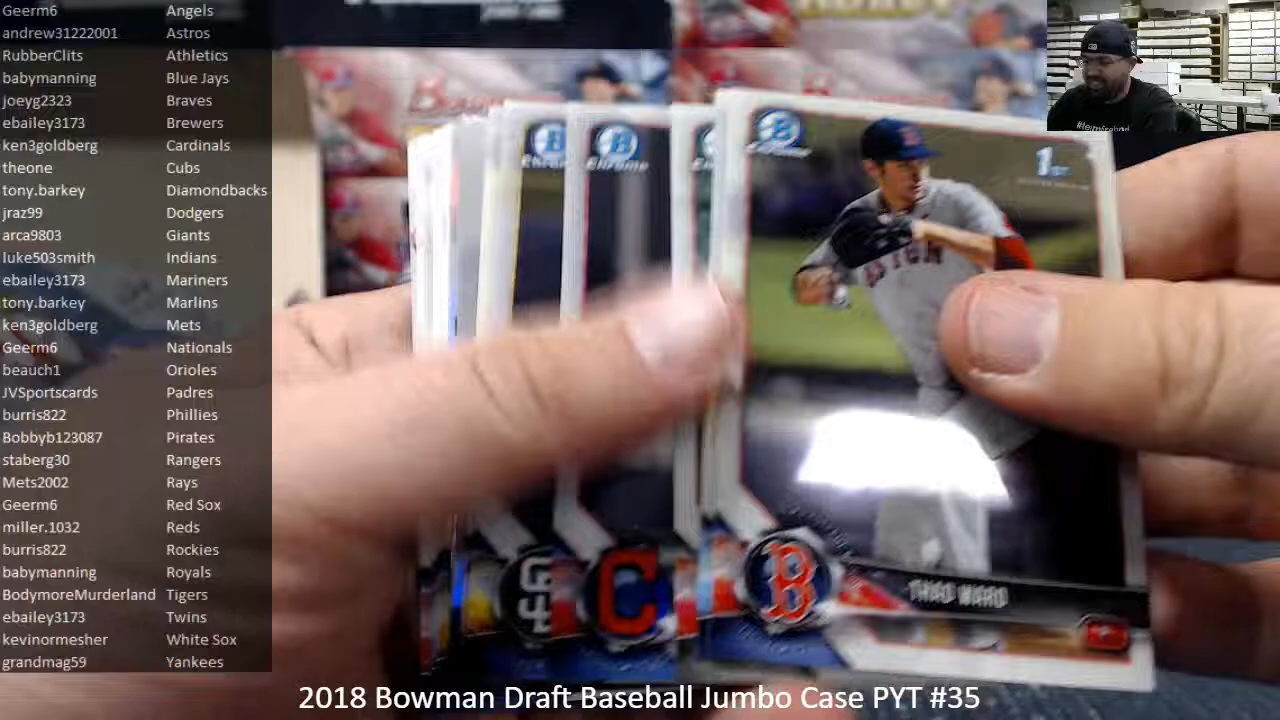 Geerm6 Angels
andrew31222001 Astros
RubberClits Athletics
babymanning Blue Jays
joeyg2323 Braves
ebailey3173 Brewers
ken3goldberg Cardinals
theone Cubs
tony.barkey Diamondbacks
jraz99 Dodgers
arca9803 Giants
luke503smith Indians
ebailey3173 Mariners
tony.barkey Marlins
ken3goldberg Mets
Geerm6 Nationals
beauch1 Orioles
JVSportscards Padres
burris822 Phillies
Bobbyb123087 Pirates
staberg30 Rangers
Mets2002 Rays
Geerm6 Red Sox
miller.1032 Reds
burris822 Rockies
babymanning Royals
BodymoreMurderland Tigers
ebailey3173 Twins
kevinormesher White Sox
grandmag59 Yankees
B Chrome
B Chrome
B Chrome
1st
SF
C
B
THAD WARD
2018 Bowman Draft Baseball Jumbo Case PYT #35